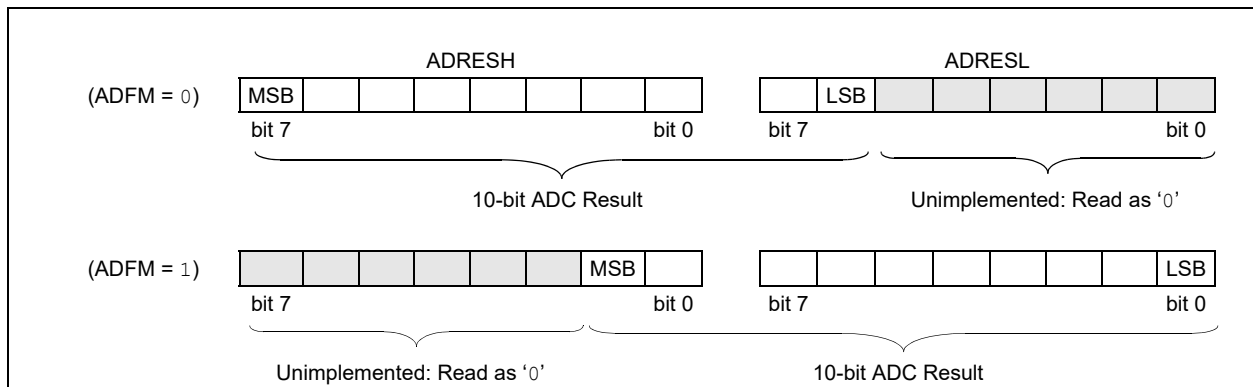 ADRESH ADRESL
(ADFM = 0) MSB LSB
bit 7 bit 0 bit 7 bit 0
10-bit ADC Result Unimplemented: Read as ‘0’
(ADFM = 1) MSB LSB
bit 7 bit 0 bit 7 bit 0
Unimplemented: Read as ‘0’ 10-bit ADC Result